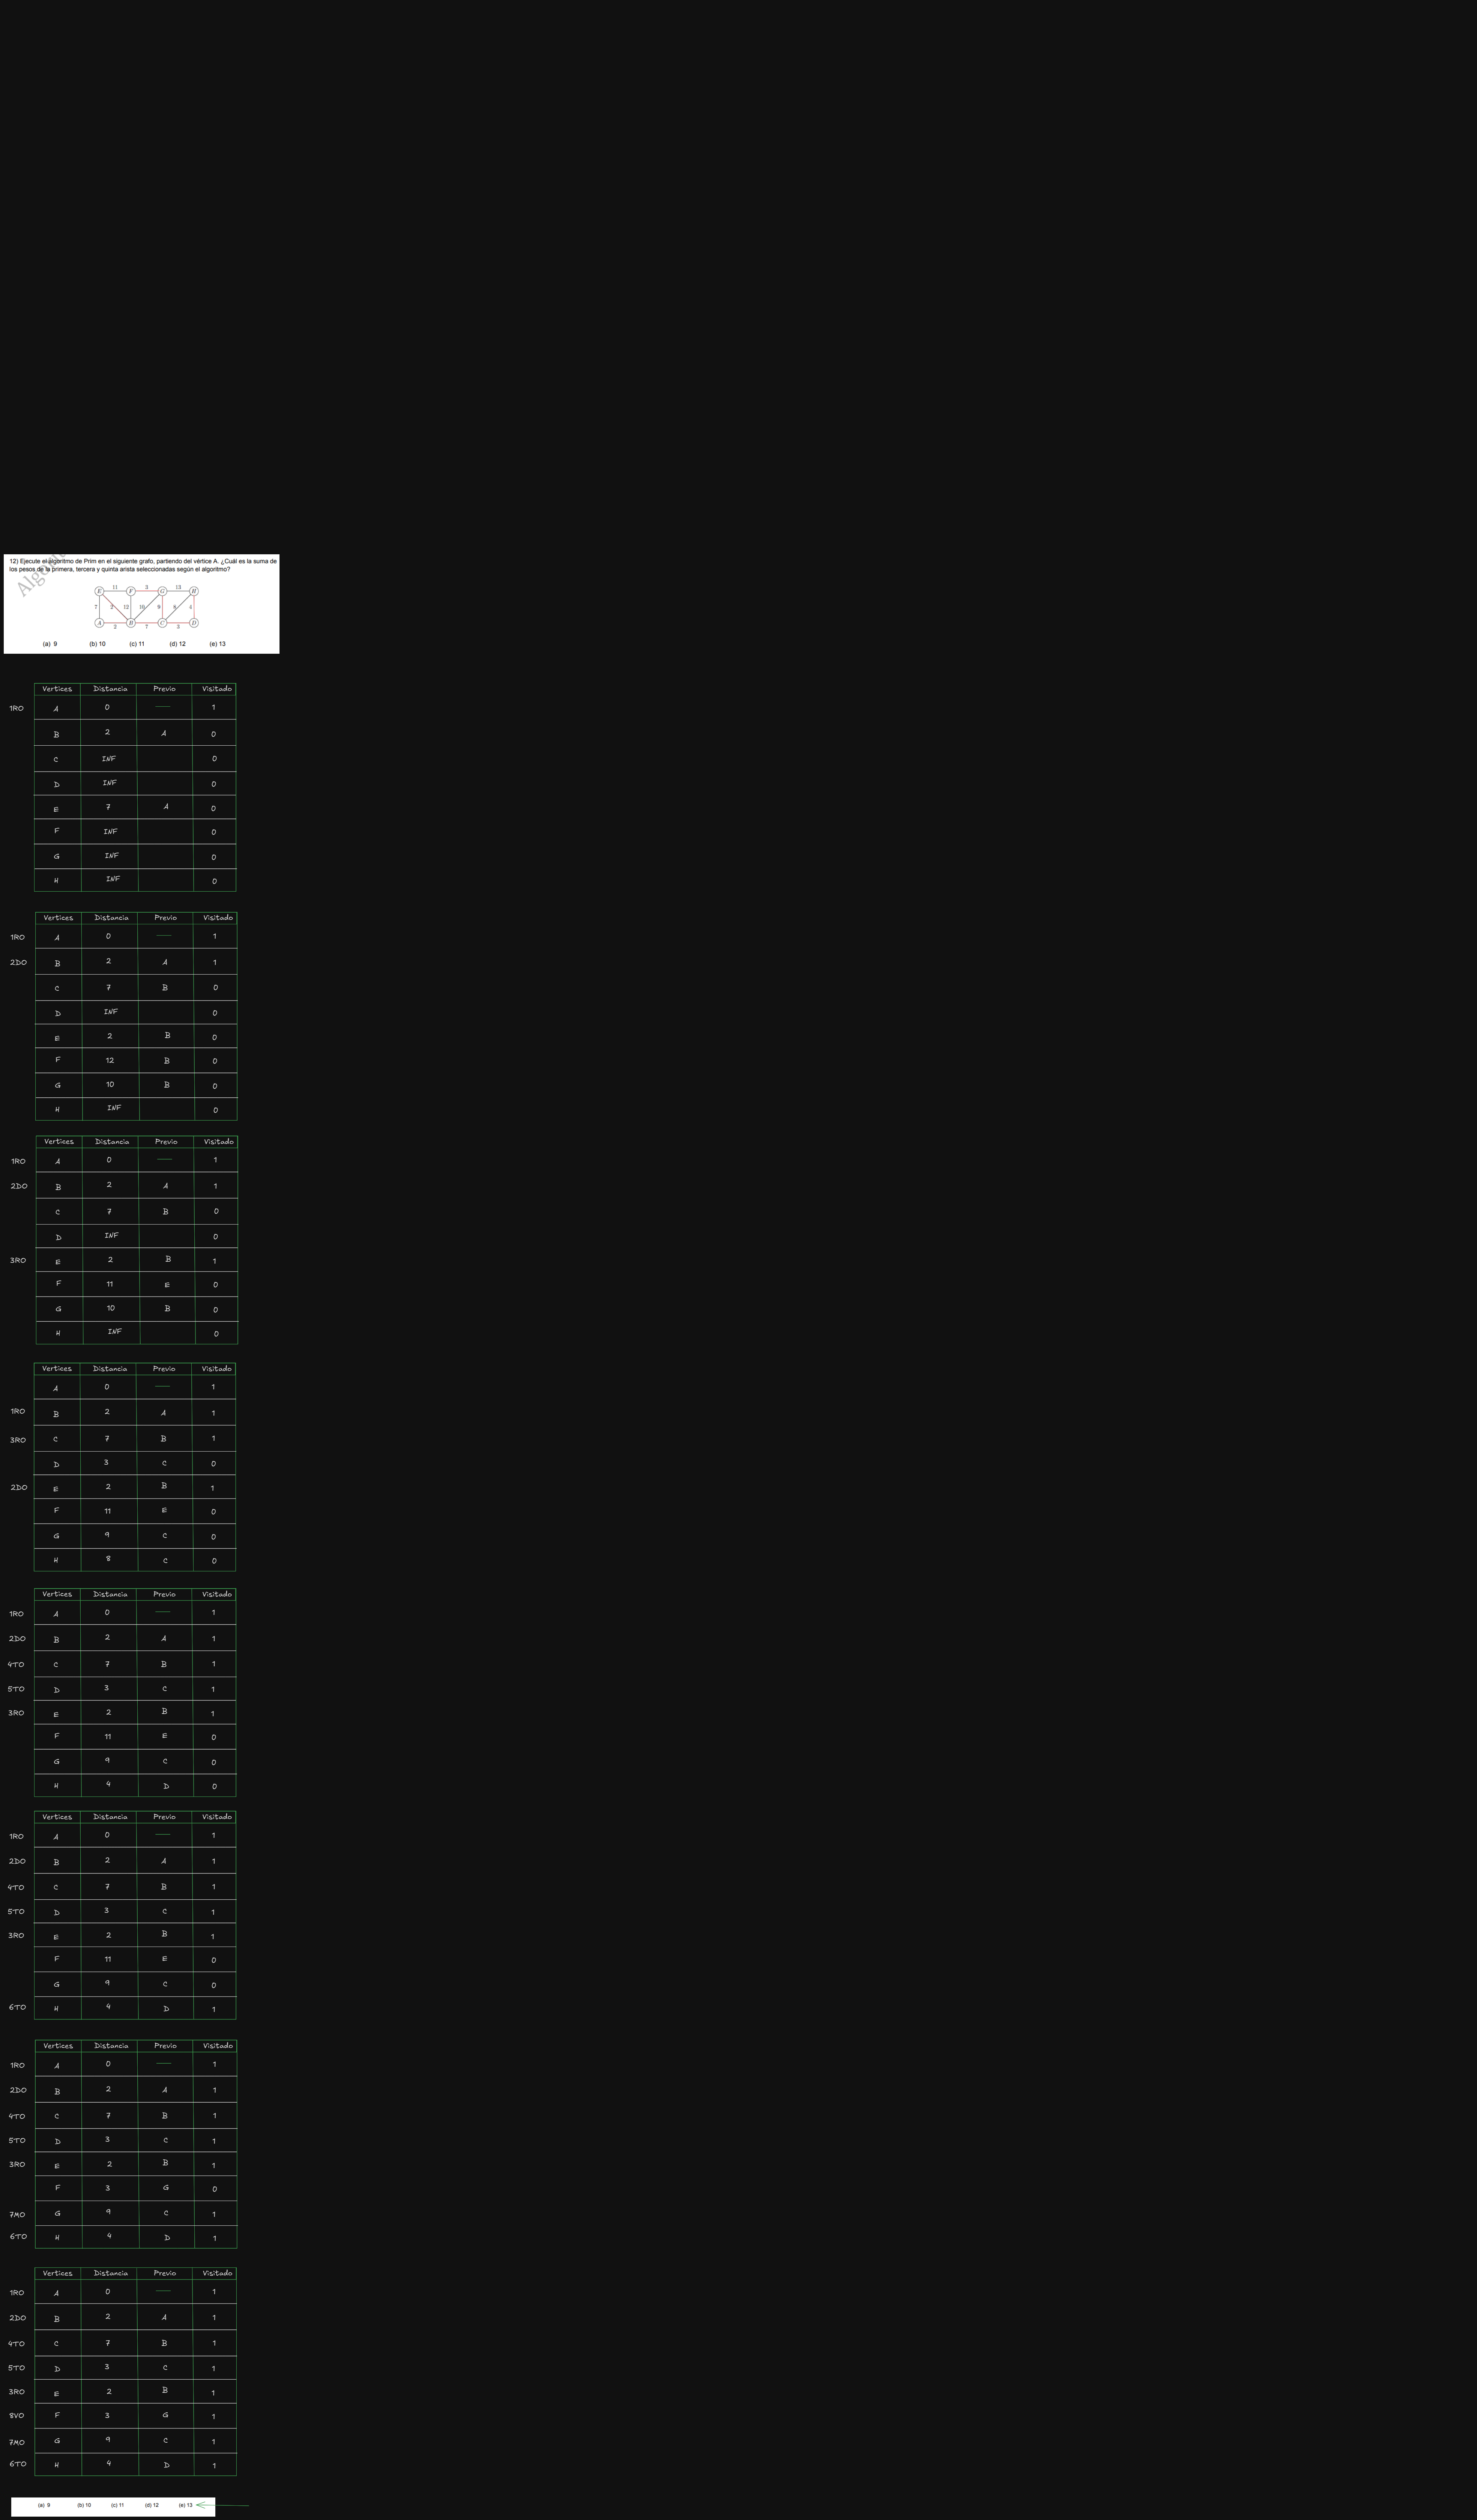 Algorit
12) Ejecute el algoritmo de Prim en el siguiente grafo, partiendo del vértice A. ¿Cuál es la suma de
los pesos de la primera, tercera y quinta arista seleccionadas según el algoritmo?
11 3 13
E F G H
7 2 12 10 9 8 4
A B C D
2 7 3
(a) 9 (b) 10 (c) 11 (d) 12 (e) 13
Vertices Distancia Previo Visitado
1RO A 0 — 1
B 2 A 0
C INF 0
D INF 0
E 7 A 0
F INF 0
G INF 0
H INF 0
Vertices Distancia Previo Visitado
1RO A 0 — 1
2DO B 2 A 1
C 7 B 0
D INF 0
E 2 B 0
F 12 B 0
G 10 B 0
H INF 0
Vertices Distancia Previo Visitado
1RO A 0 — 1
2DO B 2 A 1
C 7 B 0
D INF 0
3RO E 2 B 1
F 11 E 0
G 10 B 0
H INF 0
Vertices Distancia Previo Visitado
A 0 — 1
1RO B 2 A 1
3RO C 7 B 1
D 3 C 0
2DO E 2 B 1
F 11 E 0
G 9 C 0
H 8 C 0
Vertices Distancia Previo Visitado
1RO A 0 — 1
2DO B 2 A 1
4TO C 7 B 1
5TO D 3 C 1
3RO E 2 B 1
F 11 E 0
G 9 C 0
H 4 D 0
Vertices Distancia Previo Visitado
1RO A 0 — 1
2DO B 2 A 1
4TO C 7 B 1
5TO D 3 C 1
3RO E 2 B 1
F 11 E 0
G 9 C 0
6TO H 4 D 1
Vertices Distancia Previo Visitado
1RO A 0 — 1
2DO B 2 A 1
4TO C 7 B 1
5TO D 3 C 1
3RO E 2 B 1
F 3 G 0
7MO G 9 C 1
6TO H 4 D 1
Vertices Distancia Previo Visitado
1RO A 0 — 1
2DO B 2 A 1
4TO C 7 B 1
5TO D 3 C 1
3RO E 2 B 1
8VO F 3 G 1
7MO G 9 C 1
6TO H 4 D 1
(a) 9 (b) 10 (c) 11 (d) 12 (e) 13